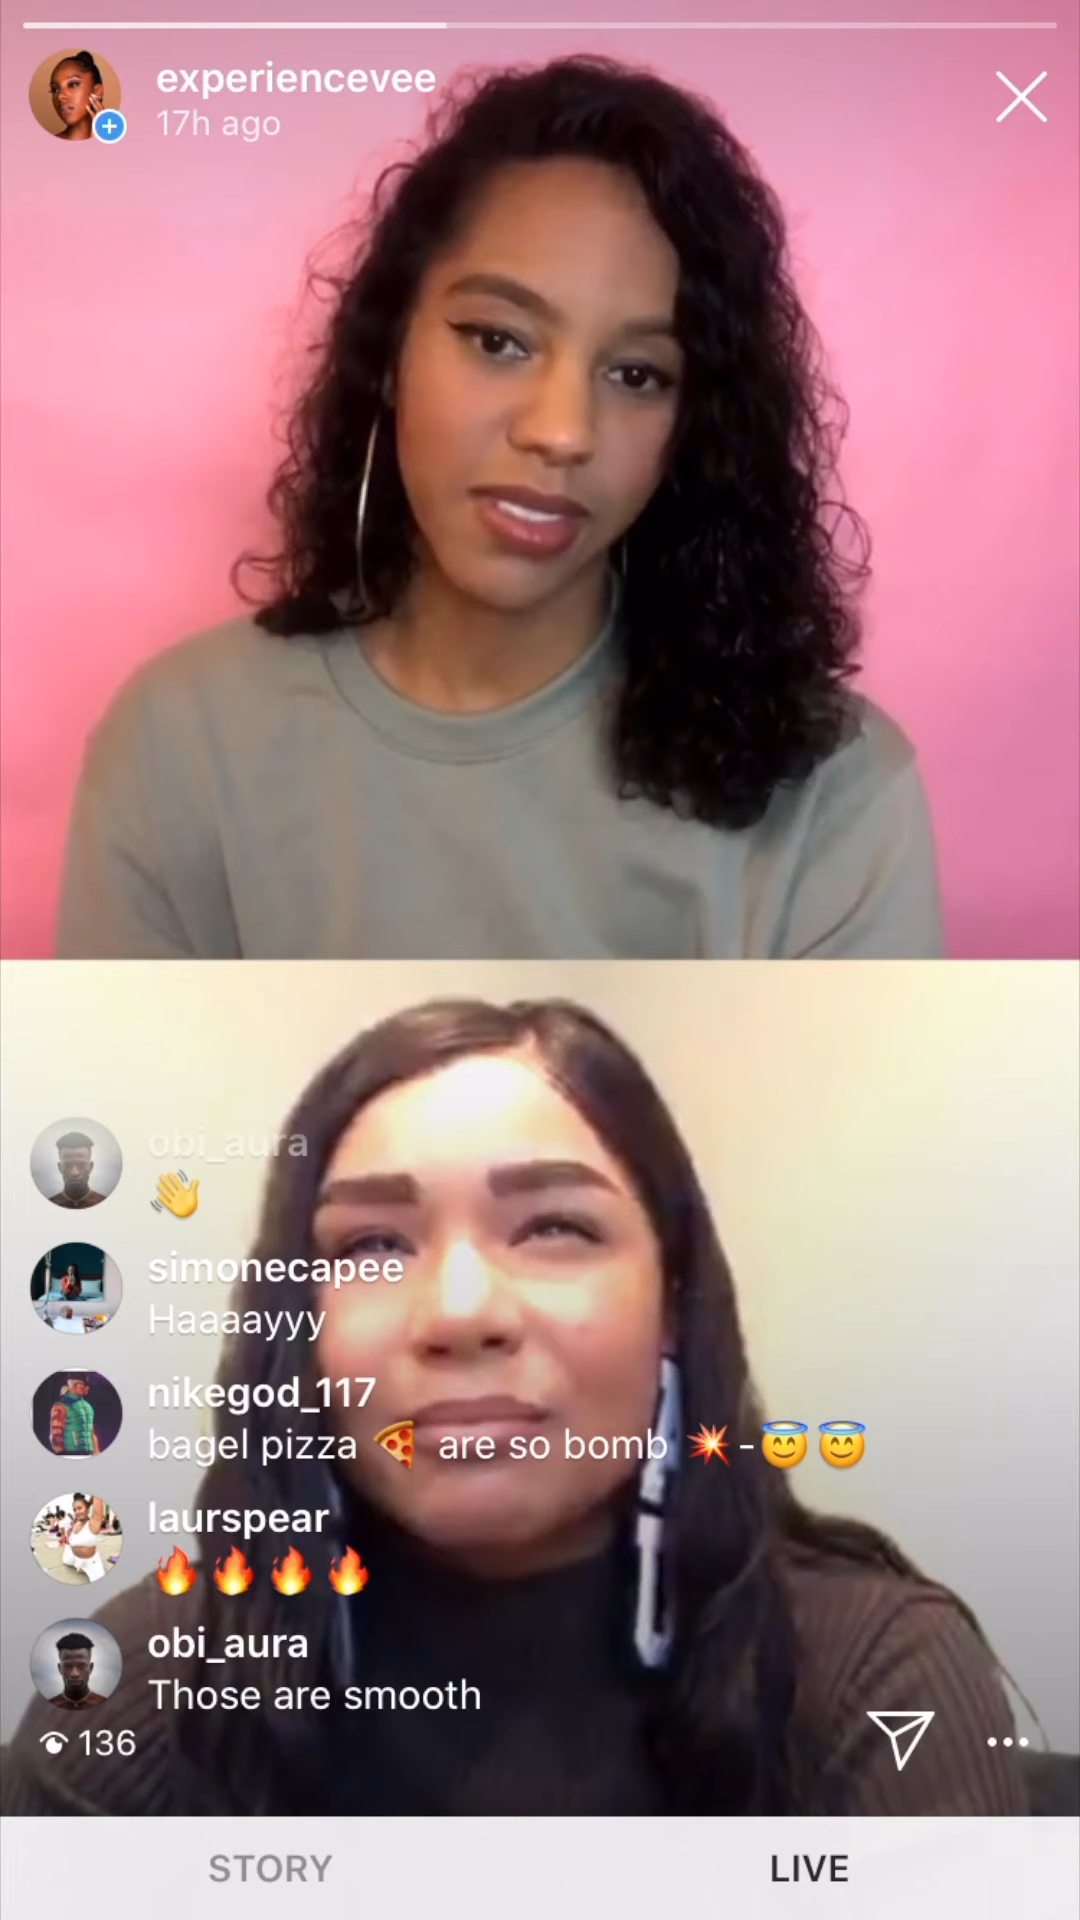 experiencevee
17h ago
obi_aura
👋
simonecapee
Haaaayyy
nikegod_117
bagel pizza 🍕 are so bomb 💥-😇😇
laurspear
🔥🔥🔥🔥
obi_aura
Those are smooth
136
STORY LIVE